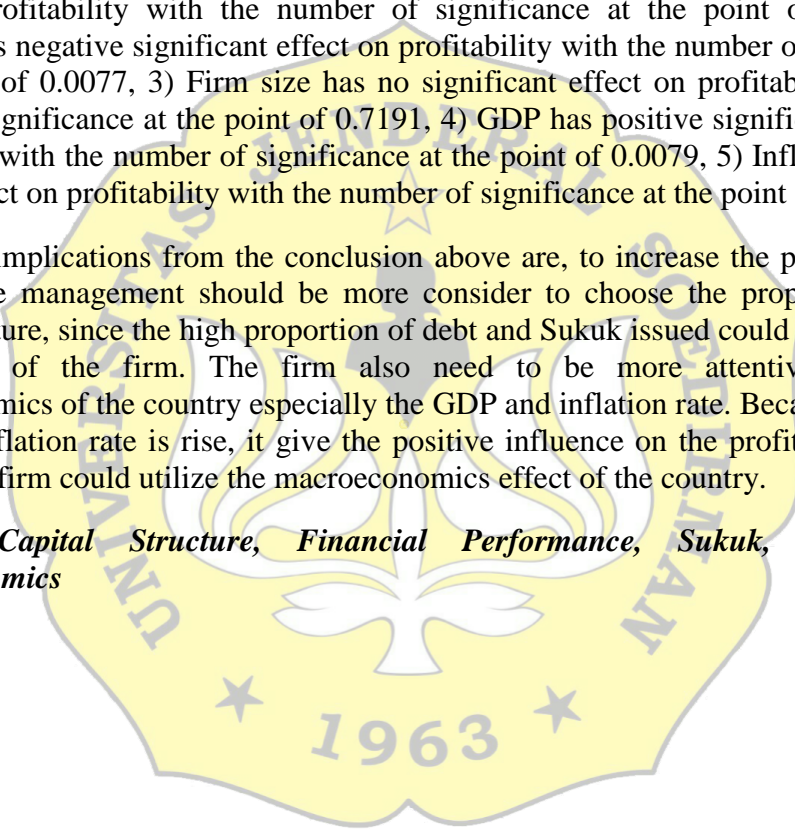 rofitability with the number of significance at the point o
s negative significant effect on profitability with the number o
of 0.0077, 3) Firm size has no significant effect on profitab
gnificance at the point of 0.7191, 4) GDP has positive signifi
with the number of significance at the point of 0.0079, 5) Infl
ct on profitability with the number of significance at the point
implications from the conclusion above are, to increase the p
e management should be more consider to choose the prop
ture, since the high proportion of debt and Sukuk issued could
of the firm. The firm also need to be more attentiv
mics of the country especially the GDP and inflation rate. Beca
flation rate is rise, it give the positive influence on the profit
firm could utilize the macroeconomics effect of the country.
Capital Structure, Financial Performance, Sukuk,
mics
UNIVERSITAS JENDERAL SOEDIRMAN
1963